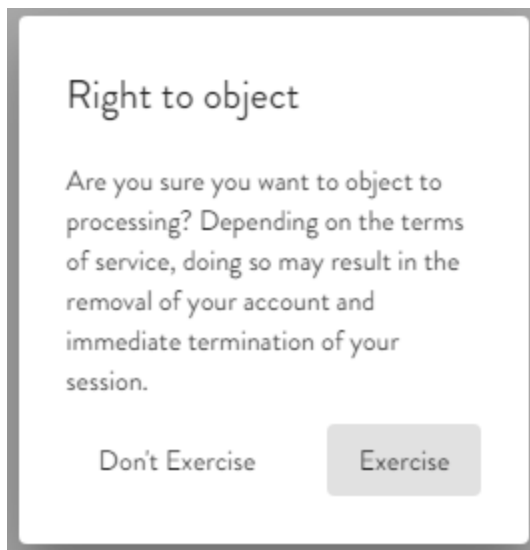 Right to object
Are you sure you want to object to
processing? Depending on the terms
of service, doing so may result in the
removal of your account and
immediate termination of your
session.
Don't Exercise
Exercise